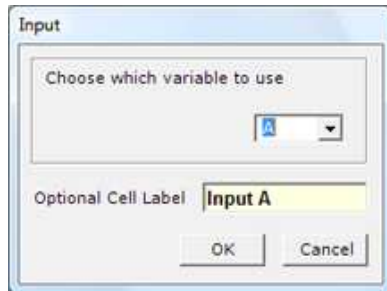 Input
Choose which variable to use
A
Optional Cell Label Input A
OK Cancel